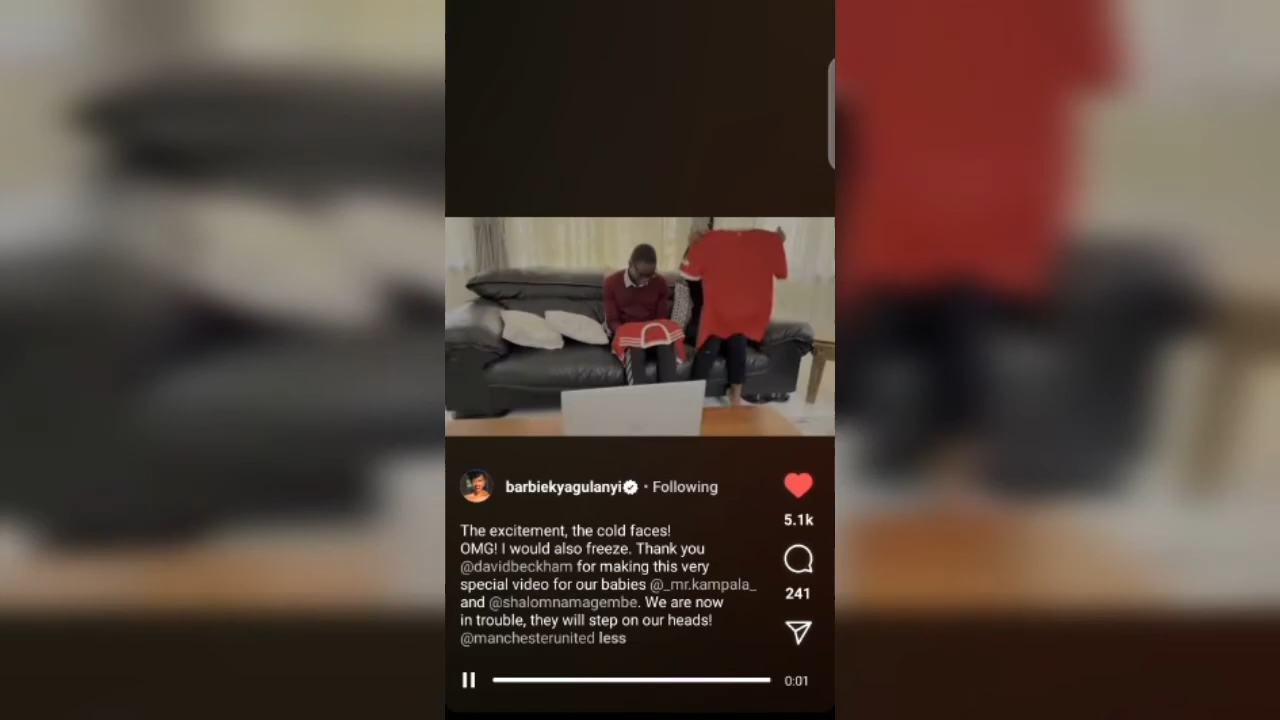 barbiekyagulanyi • Following
5.1k
The excitement, the cold faces!
OMG! I would also freeze. Thank you
@davidbeckham for making this very
special video for our babies @_mr.kampala_
and @shalomnamagembe. We are now
in trouble, they will step on our heads!
@manchesterunited less
241
0:01